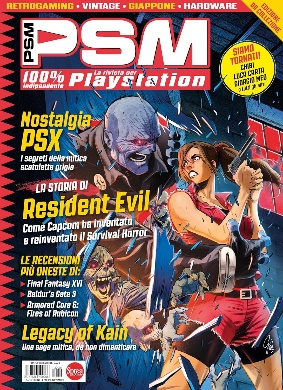 RETROGAMING • VINTAGE • GIAPPONE • HARDWARE
PSM
PSM
100%
indipendente
La rivista per
Playstation
SIAMO
TORNATI!
Nostalgia
PSX
I segreti della mitica
scatoletta grigia
LA STORIA DI
Resident Evil
Come Capcom ha inventato
e reinventato il Survival Horror
LE RECENSIONI
PIÙ ONESTE DI:
Final Fantasy XVI
Baldur's Gate 3
Armored Core 6:
Fires of Rubicon
Legacy of Kain
Una saga mitica, da non dimenticare
Sprea